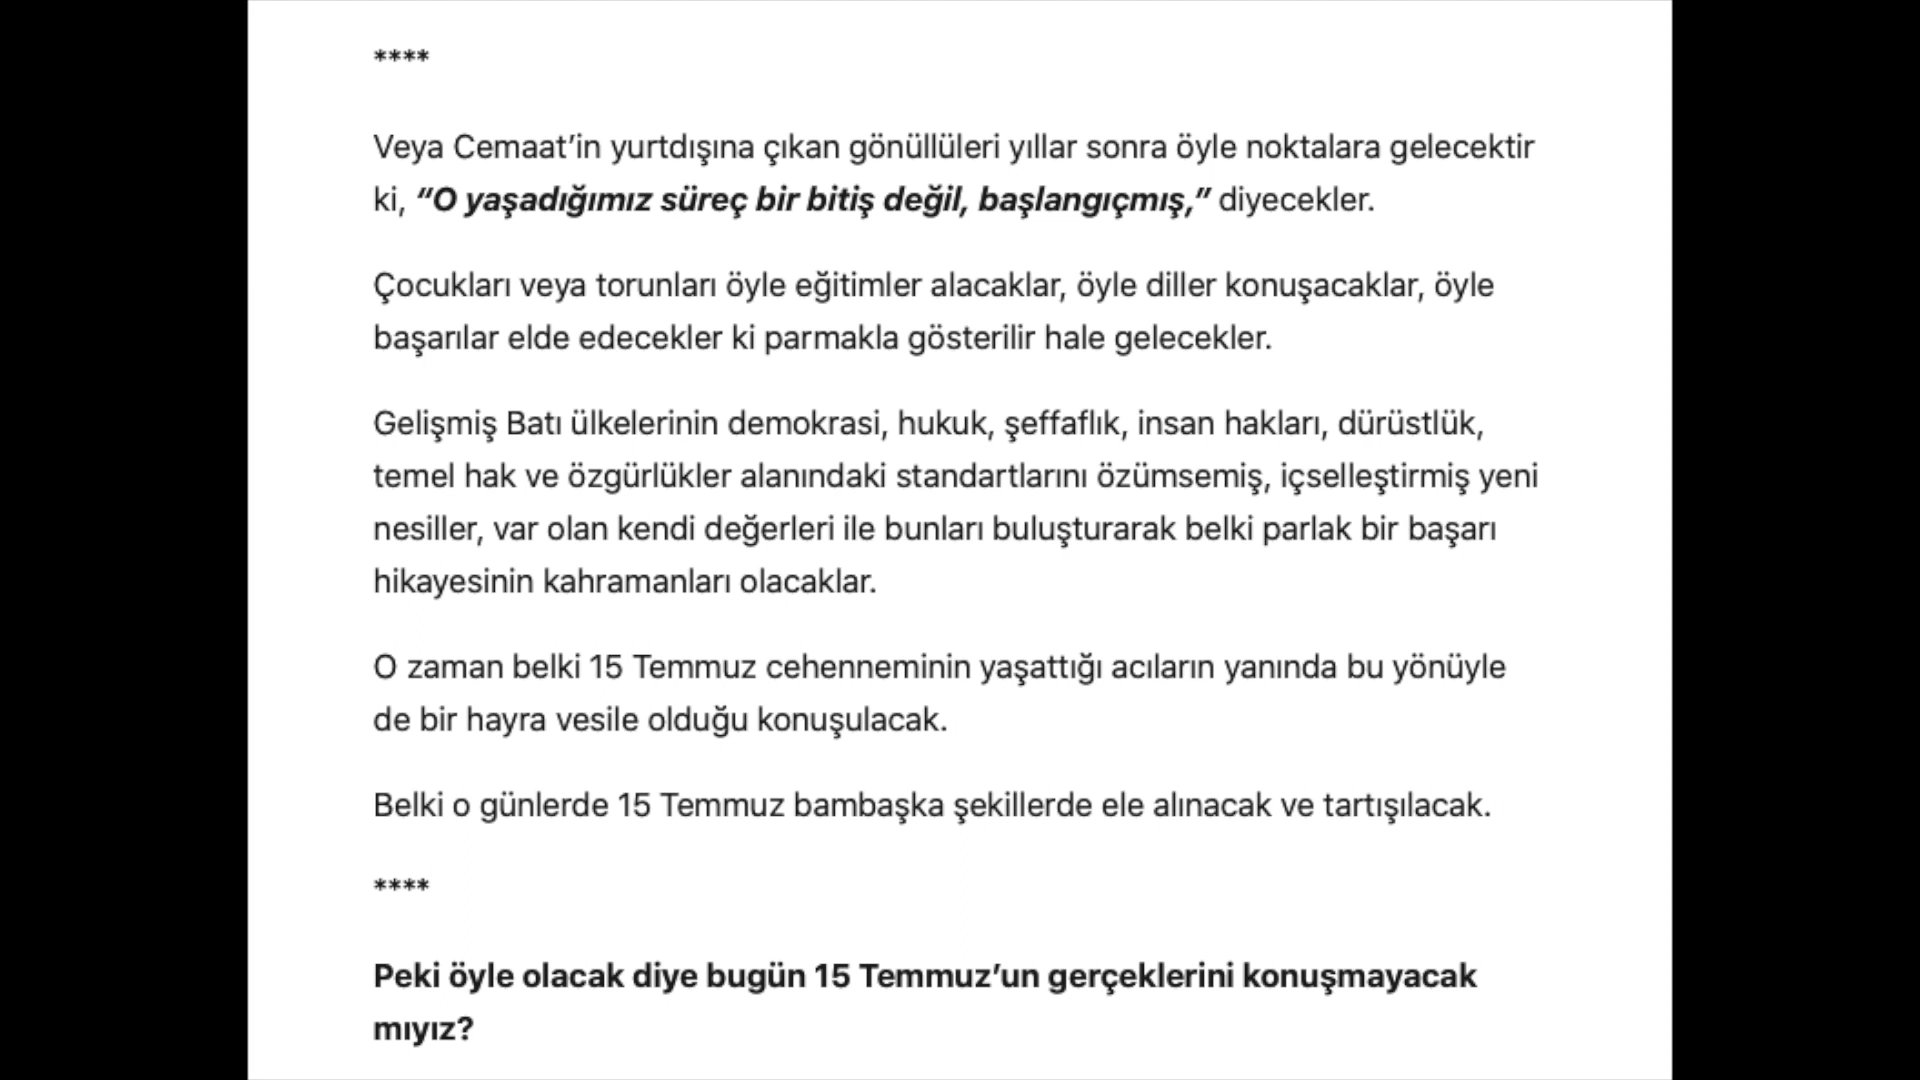 ****
Veya Cemaat’in yurtdışına çıkan gönüllüleri yıllar sonra öyle noktalara gelecektir
ki, “O yaşadığımız süreç bir bitiş değil, başlangıçmış,” diyecekler.
Çocukları veya torunları öyle eğitimler alacaklar, öyle diller konuşacaklar, öyle
başarılar elde edecekler ki parmakla gösterilir hale gelecekler.
Gelişmiş Batı ülkelerinin demokrasi, hukuk, şeffaflık, insan hakları, dürüstlük,
temel hak ve özgürlükler alanındaki standartlarını özümsemiş, içselleştirmiş yeni
nesiller, var olan kendi değerleri ile bunları buluşturarak belki parlak bir başarı
hikayesinin kahramanları olacaklar.
O zaman belki 15 Temmuz cehenneminin yaşattığı acıların yanında bu yönüyle
de bir hayra vesile olduğu konuşulacak.
Belki o günlerde 15 Temmuz bambaşka şekillerde ele alınacak ve tartışılacak.
****
Peki öyle olacak diye bugün 15 Temmuz’un gerçeklerini konuşmayacak
mıyız?